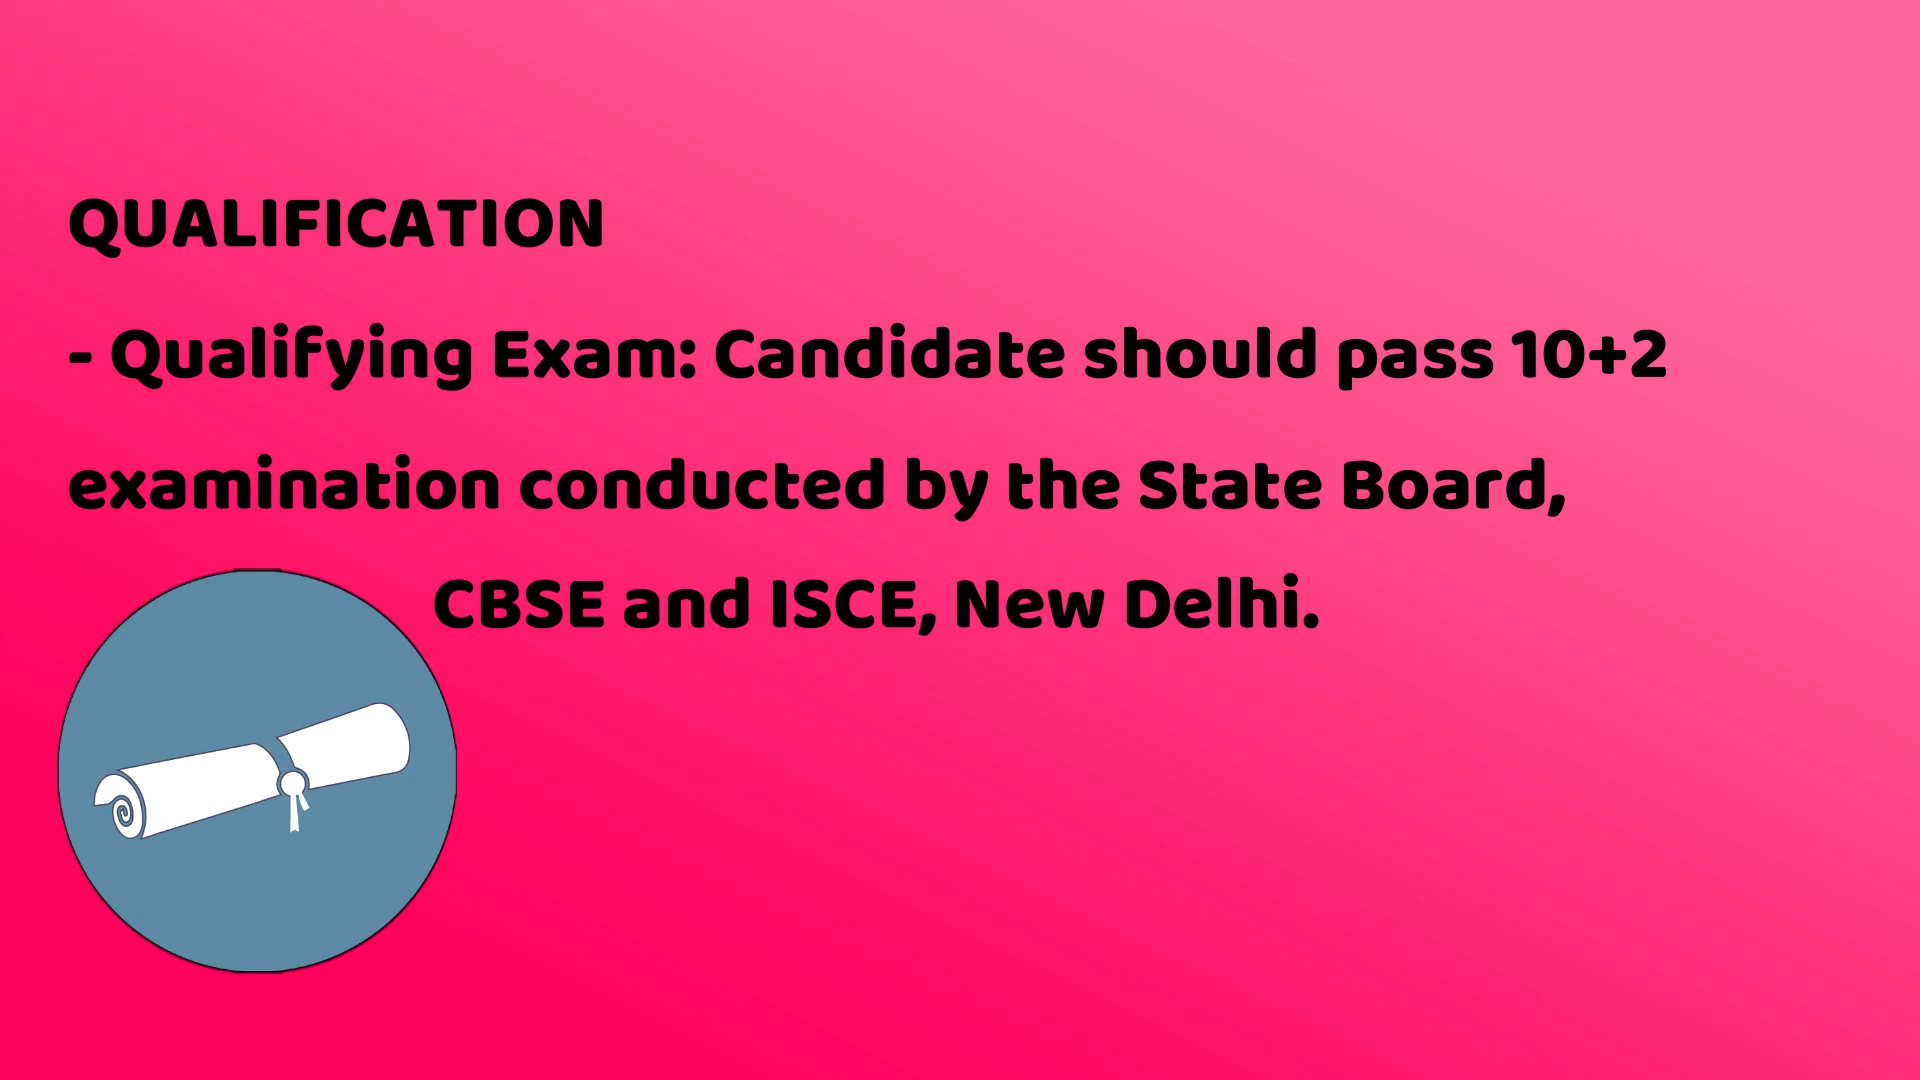 QUALIFICATION
- Qualifying Exam: Candidate should pass 10+2
examination conducted by the State Board,
CBSE and ISCE, New Delhi.